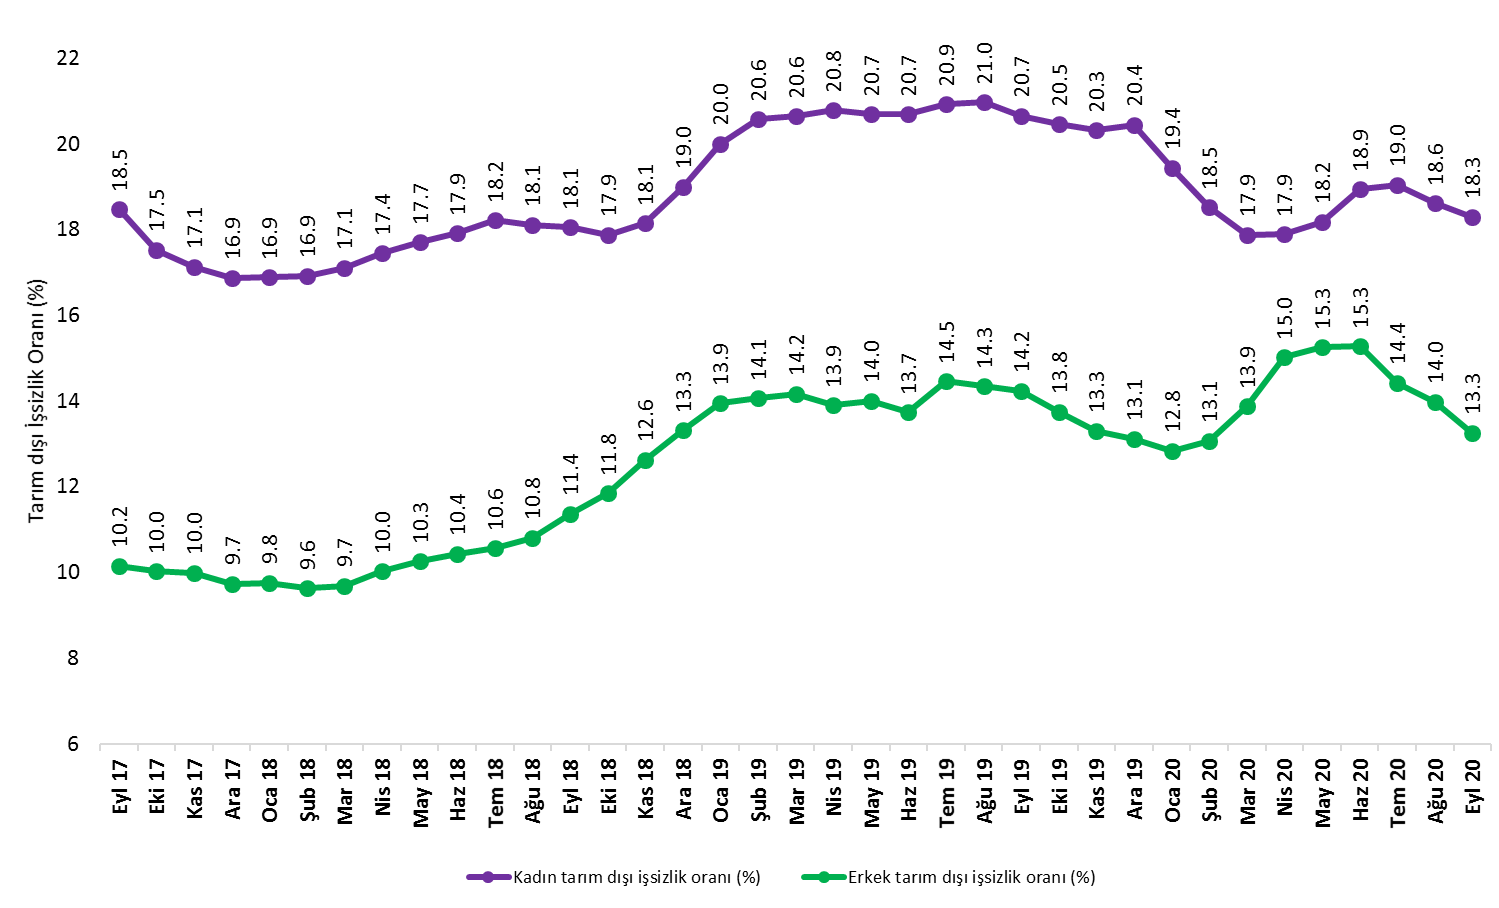 22
20
18
16
14
12
10
8
6
Tarım dışı İşsizlik Oranı (%)
18.5
17.5
17.1
16.9
16.9
16.9
17.1
17.4
17.7
17.9
18.2
18.1
18.1
17.9
18.1
19.0
20.0
20.6
20.6
20.8
20.7
20.7
20.9
21.0
20.7
20.5
20.3
20.4
19.4
18.5
17.9
17.9
18.2
18.9
19.0
18.6
18.3
10.2
10.0
10.0
9.7
9.8
9.6
9.7
10.0
10.3
10.4
10.6
10.8
11.4
11.8
12.6
13.3
13.9
14.1
14.2
13.9
14.0
13.7
14.5
14.3
14.2
13.8
13.3
13.1
12.8
13.1
13.9
15.0
15.3
15.3
14.4
14.0
13.3
Eyl 17
Eki 17
Kas 17
Ara 17
Oca 18
Şub 18
Mar 18
Nis 18
May 18
Haz 18
Tem 18
Ağu 18
Eyl 18
Eki 18
Kas 18
Ara 18
Oca 19
Şub 19
Mar 19
Nis 19
May 19
Haz 19
Tem 19
Ağu 19
Eyl 19
Eki 19
Kas 19
Ara 19
Oca 20
Şub 20
Mar 20
Nis 20
May 20
Haz 20
Tem 20
Ağu 20
Eyl 20
Kadın tarım dışı işsizlik oranı (%)
Erkek tarım dışı işsizlik oranı (%)